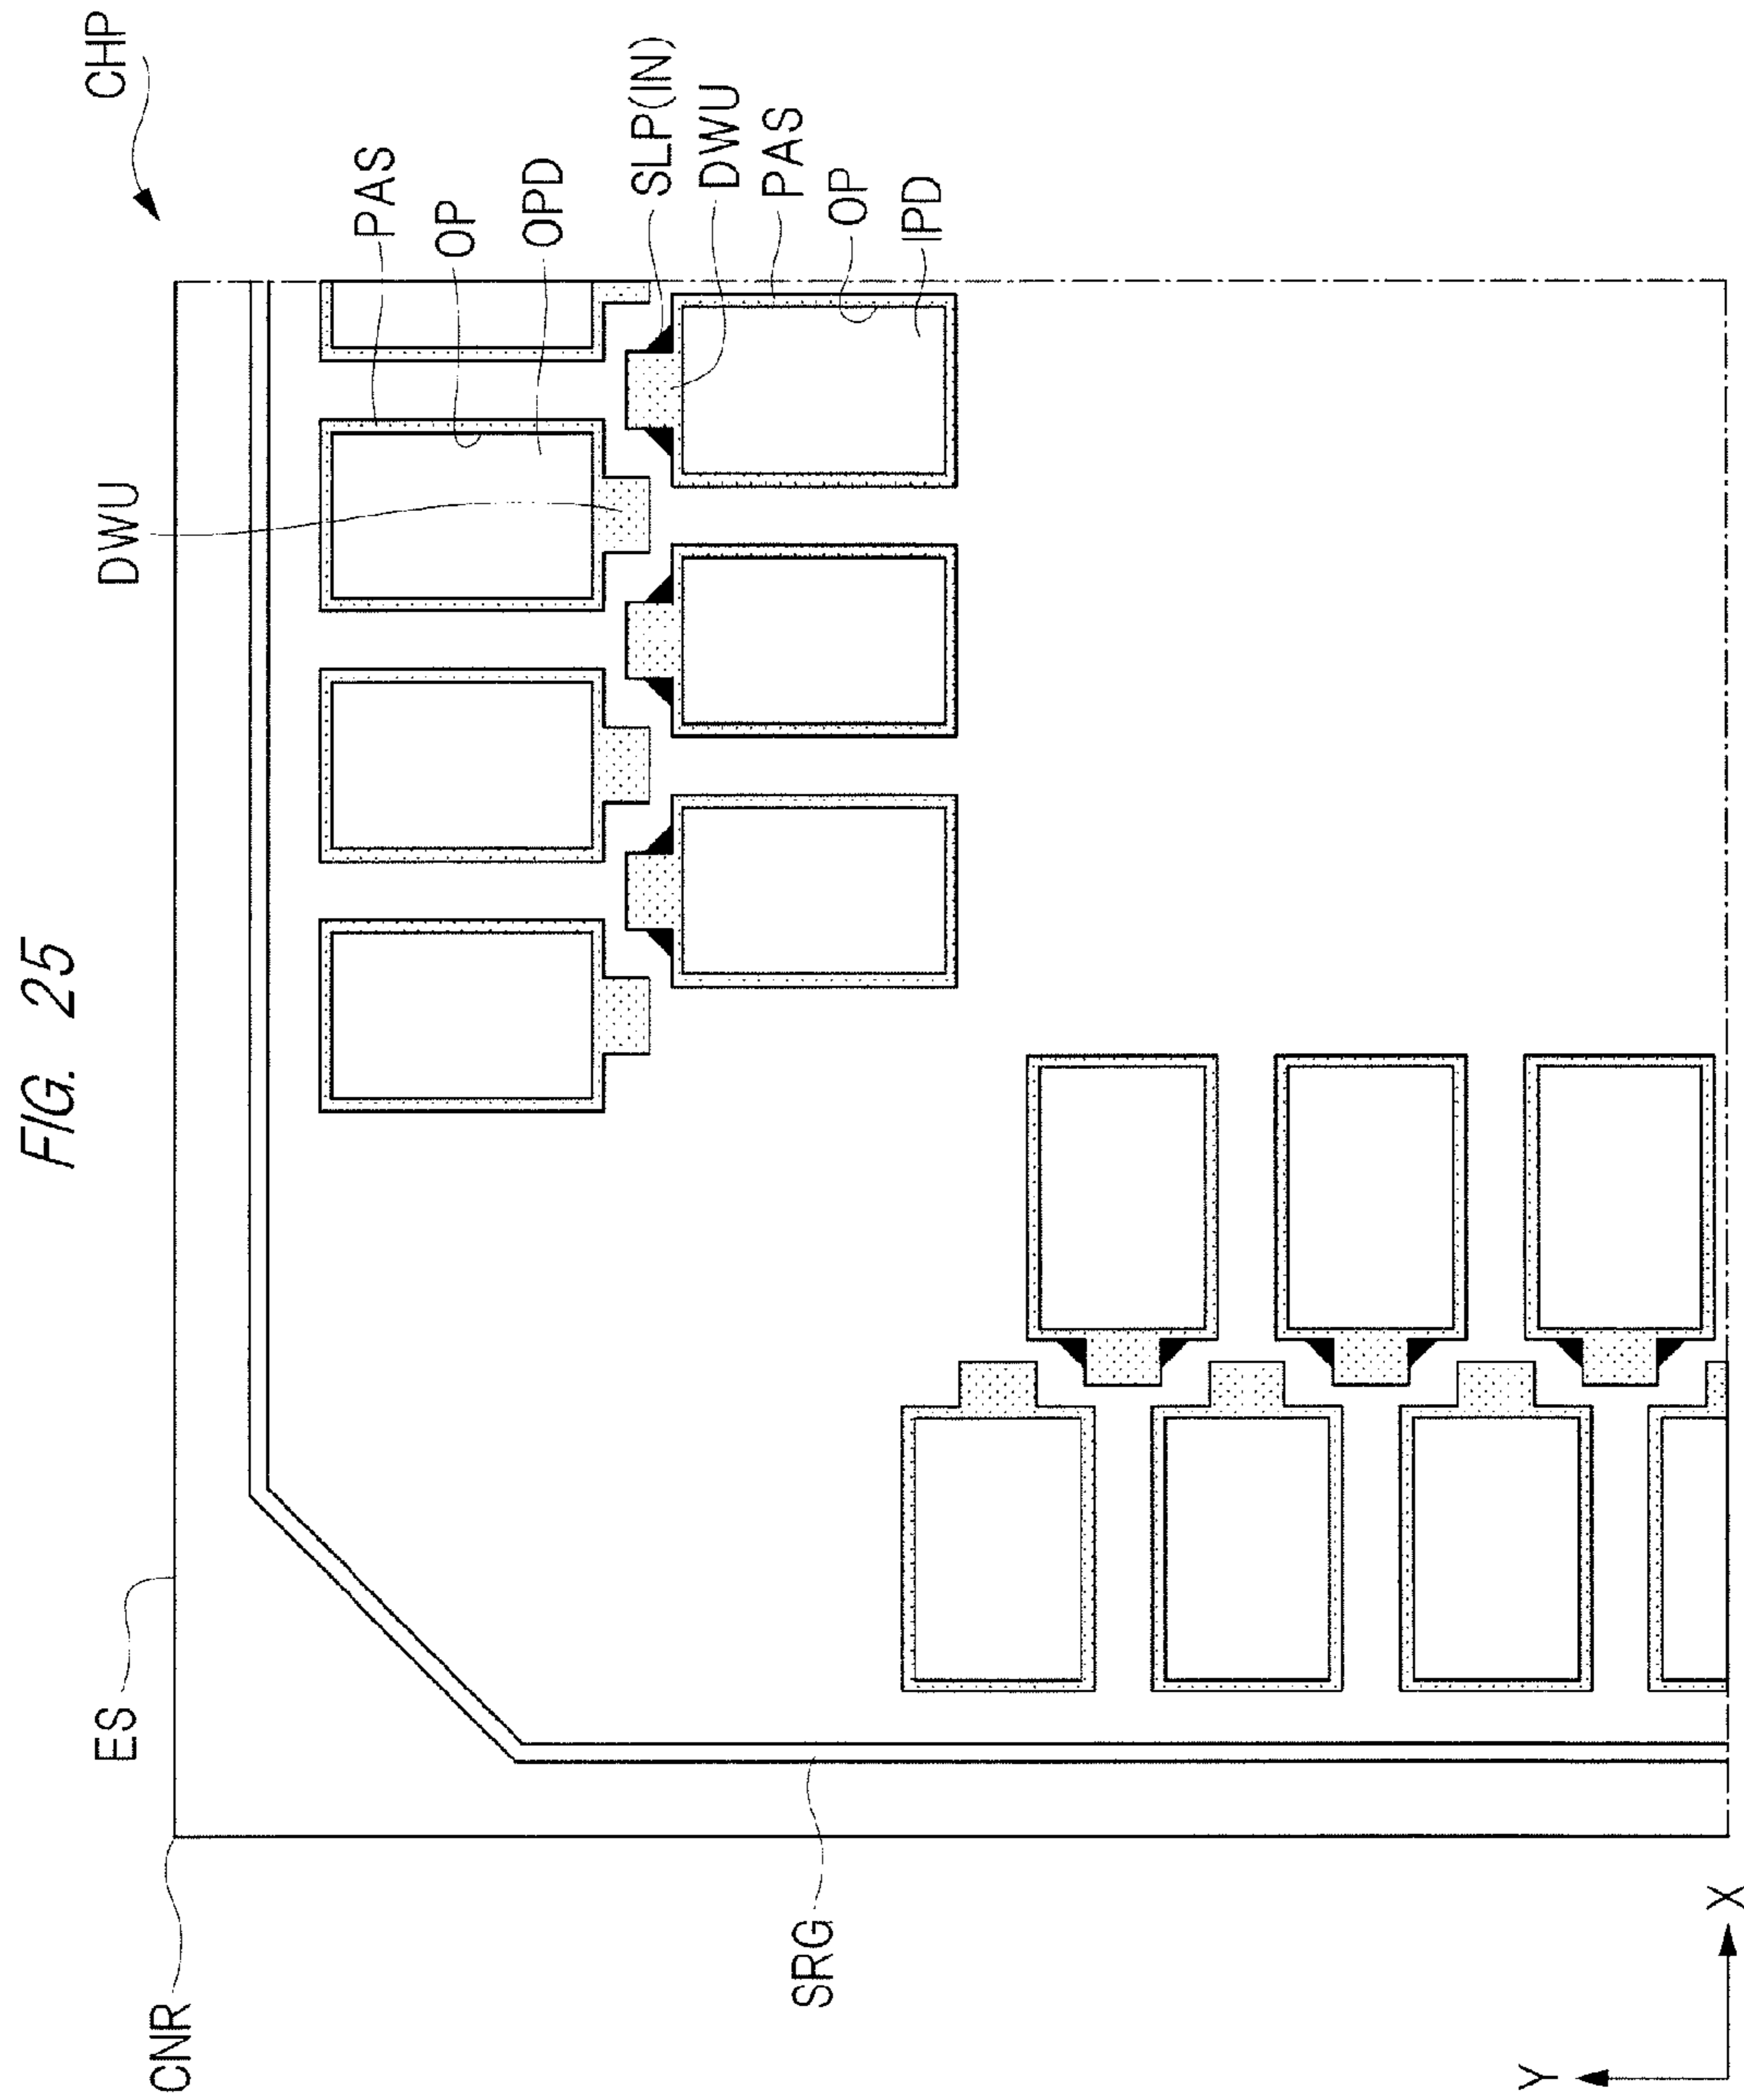 FIG. 25
CHP
DWU
PAS
OP
OPD
SLP(IN)
DWU
PAS
OP
IPD
ES
CNR
SRG
Y
X